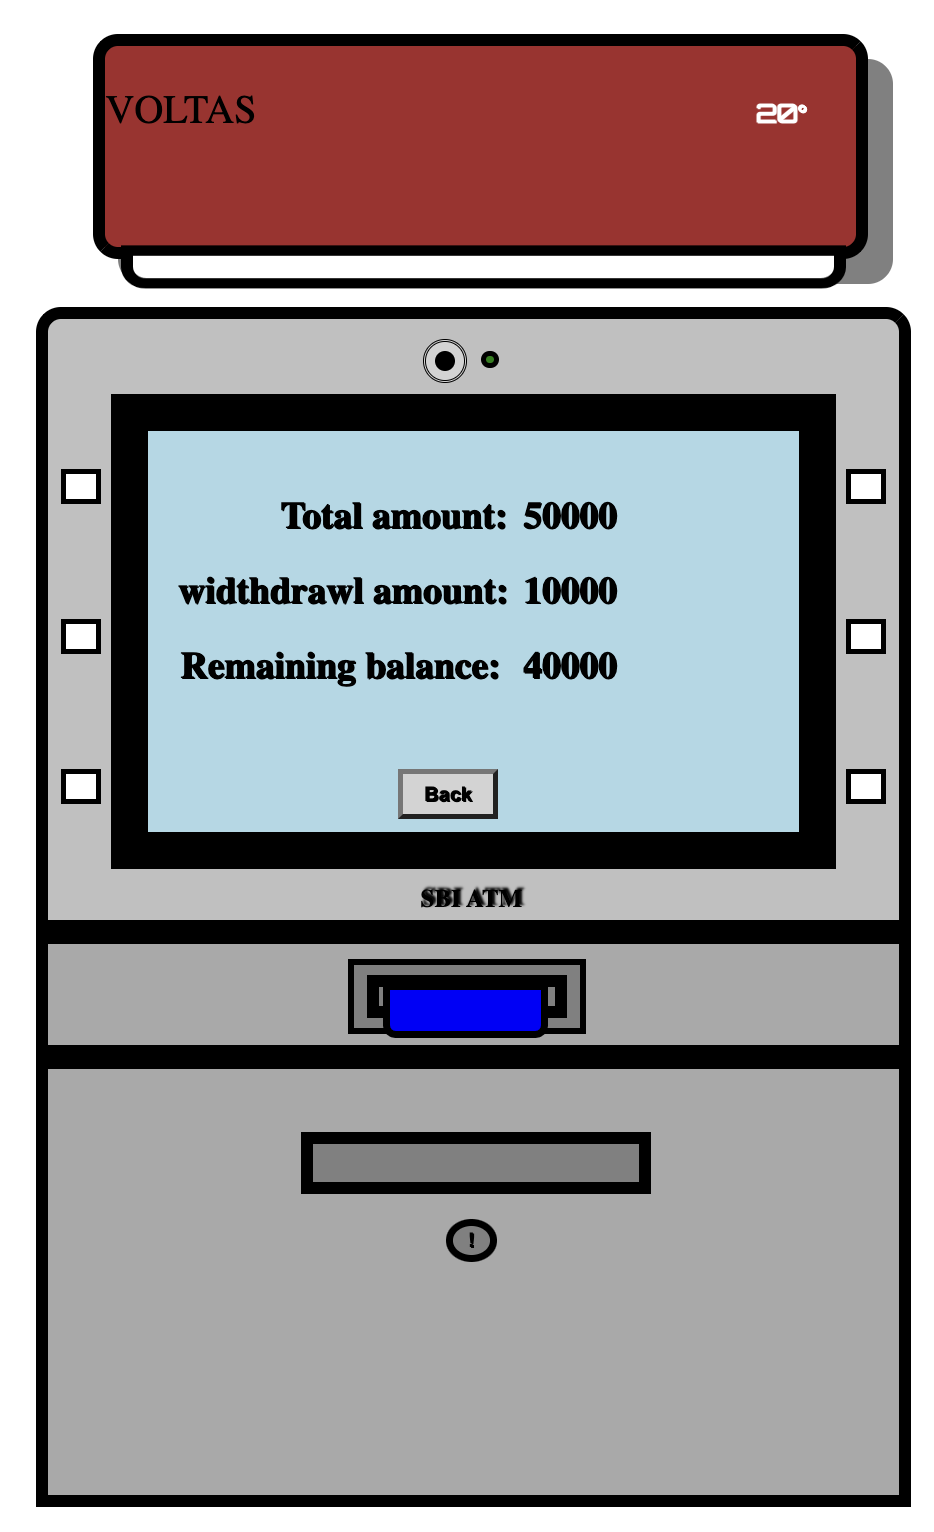 VOLTAS 20°
Total amount: 50000
widthdrawl amount: 10000
Remaining balance: 40000
Back
SBI ATM
!